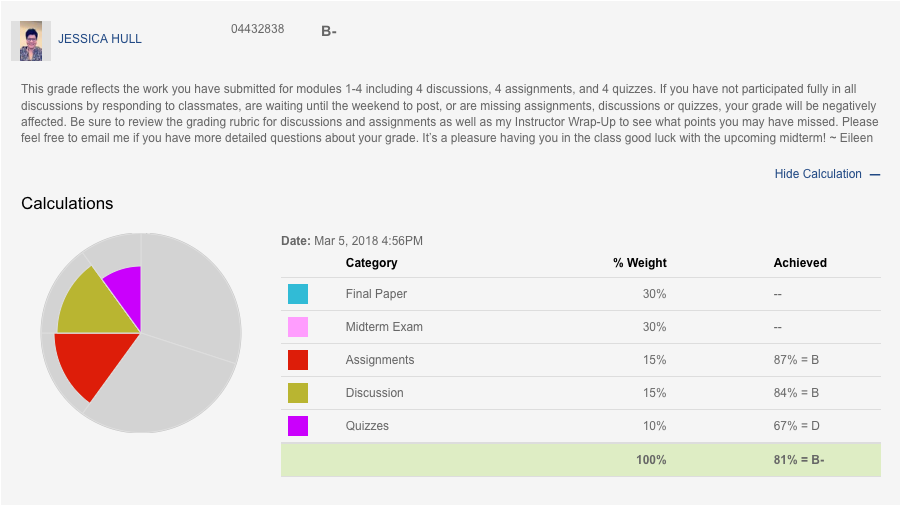 JESSICA HULL 04432838 B-
This grade reflects the work you have submitted for modules 1-4 including 4 discussions, 4 assignments, and 4 quizzes. If you have not participated fully in all
discussions by responding to classmates, are waiting until the weekend to post, or are missing assignments, discussions or quizzes, your grade will be negatively
affected. Be sure to review the grading rubric for discussions and assignments as well as my Instructor Wrap-Up to see what points you may have missed. Please
feel free to email me if you have more detailed questions about your grade. It's a pleasure having you in the class good luck with the upcoming midterm! ~ Eileen
Hide Calculation —
Calculations
Date: Mar 5, 2018 4:56PM
Category % Weight Achieved
Final Paper 30% --
Midterm Exam 30% --
Assignments 15% 87% = B
Discussion 15% 84% = B
Quizzes 10% 67% = D
100% 81% = B-